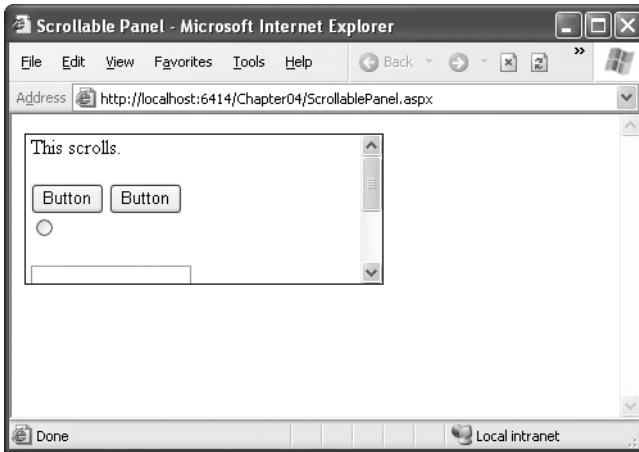 Scrollable Panel - Microsoft Internet Explorer
File Edit View Favorites Tools Help Back »
Address http://localhost:6414/Chapter04/ScrollablePanel.aspx
This scrolls.
Button Button
Done Local intranet